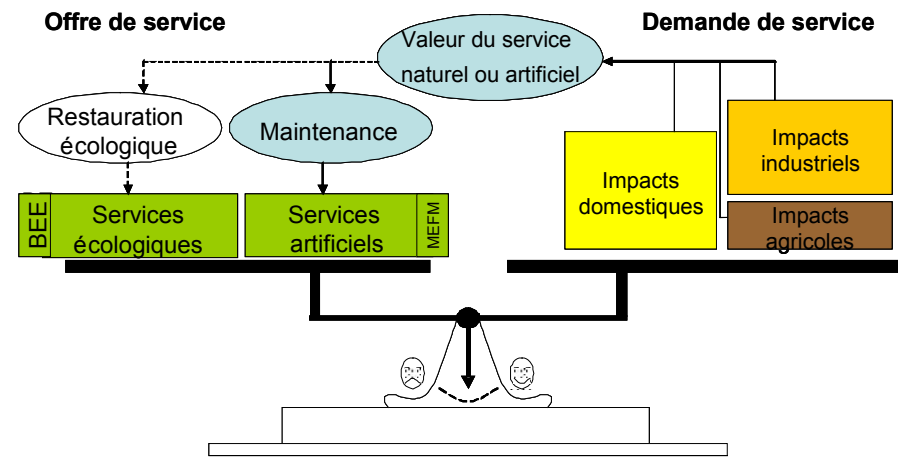 Offre de service
Demande de service
Valeur du service
naturel ou artificiel
Restauration
écologique
Maintenance
Impacts
industriels
Impacts
domestiques
Impacts
agricoles
BEE
Services
écologiques
Services
artificiels
MEFM